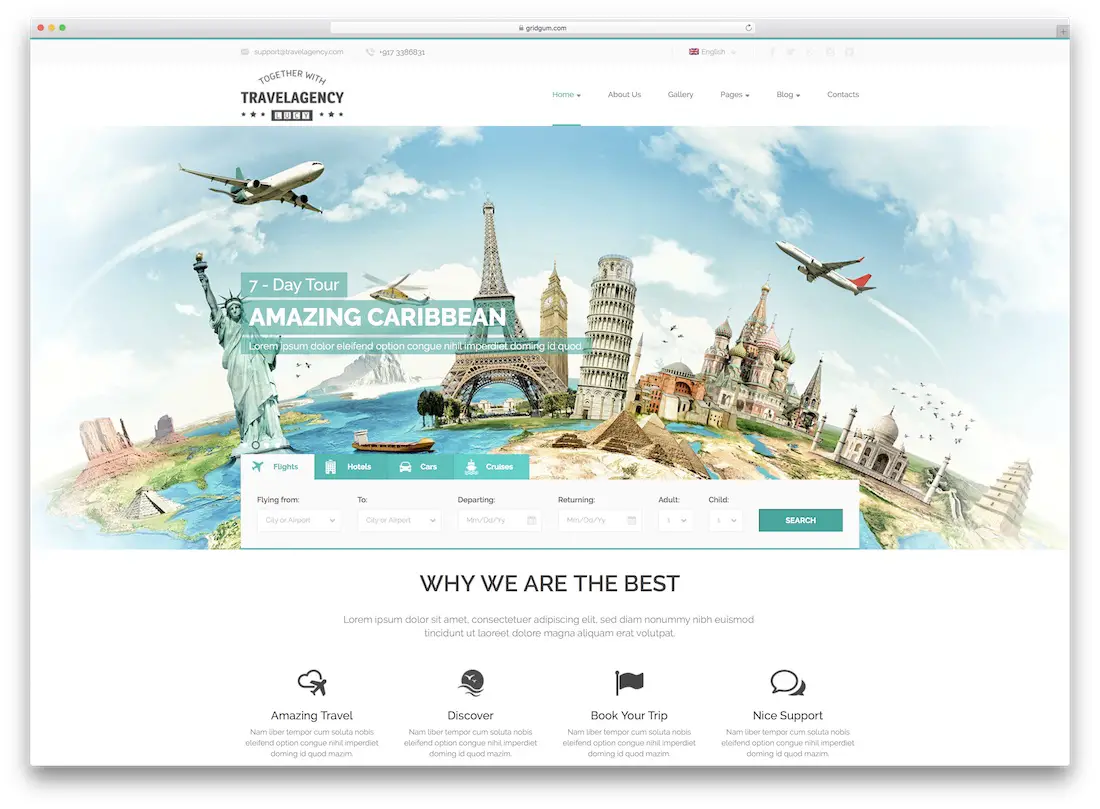 gridgum.com
support@travelagency.com +917 3386831 English
TOGETHER WITH
TRAVELAGENCY
LUCY
Home About Us Gallery Pages Blog Contacts
7 - Day Tour
AMAZING CARIBBEAN
Lorem ipsum dolor eleifend option congue nihil imperdiet doming id quod.
Flights Hotels Cars Cruises
Flying from: To: Departing: Returning: Adult: Child:
City or Airport City or Airport Mm/Dd/Yy Mm/Dd/Yy SEARCH
WHY WE ARE THE BEST
Lorem ipsum dolor sit amet, consectetuer adipiscing elit, sed diam nonummy nibh euismod
tincidunt ut laoreet dolore magna aliquam erat volutpat.
Amazing Travel Discover Book Your Trip Nice Support
Nam liber tempor cum soluta nobis Nam liber tempor cum soluta nobis Nam liber tempor cum soluta nobis Nam liber tempor cum soluta nobis
eleifend option congue nihil imperdiet eleifend option congue nihil imperdiet eleifend option congue nihil imperdiet eleifend option congue nihil imperdiet
doming id quod mazim. doming id quod mazim. doming id quod mazim. doming id quod mazim.